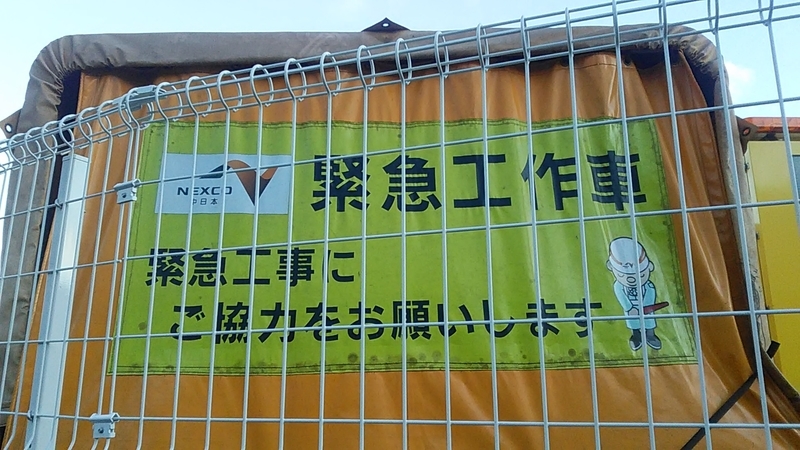 NEXCO
中日本
緊急工作車
緊急工事に
ご協力をお願いします